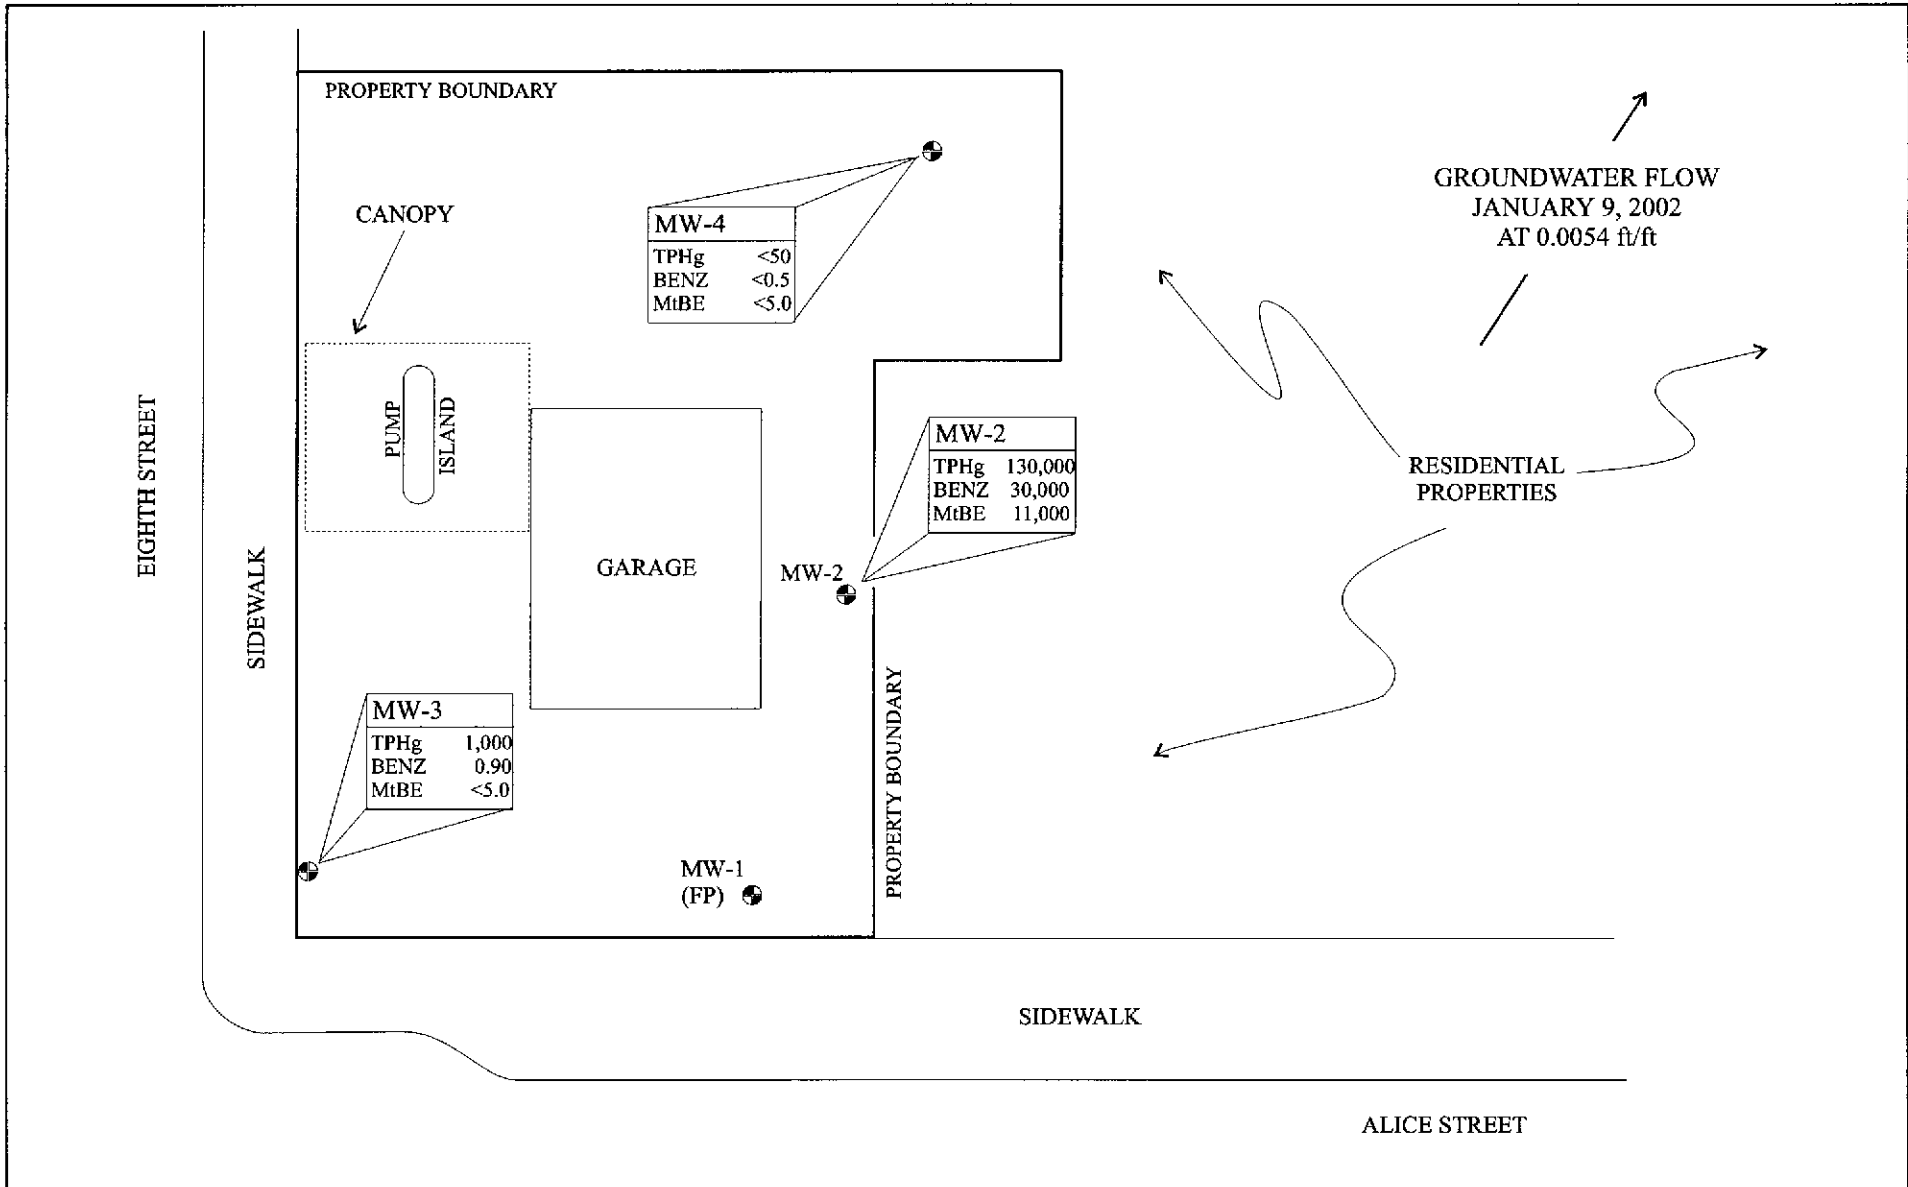 PROPERTY BOUNDARY
GROUNDWATER FLOW
JANUARY 9, 2002
AT 0.0054 ft/ft
CANOPY
MW-4
TPHg <50
BENZ <0.5
MtBE <5.0
PUMP
ISLAND
EIGHTH STREET
SIDEWALK
GARAGE
MW-2
MW-2
TPHg 130,000
BENZ 30,000
MtBE 11,000
RESIDENTIAL
PROPERTIES
MW-3
TPHg 1,000
BENZ 0.90
MtBE <5.0
PROPERTY BOUNDARY
MW-1
(FP)
SIDEWALK
ALICE STREET